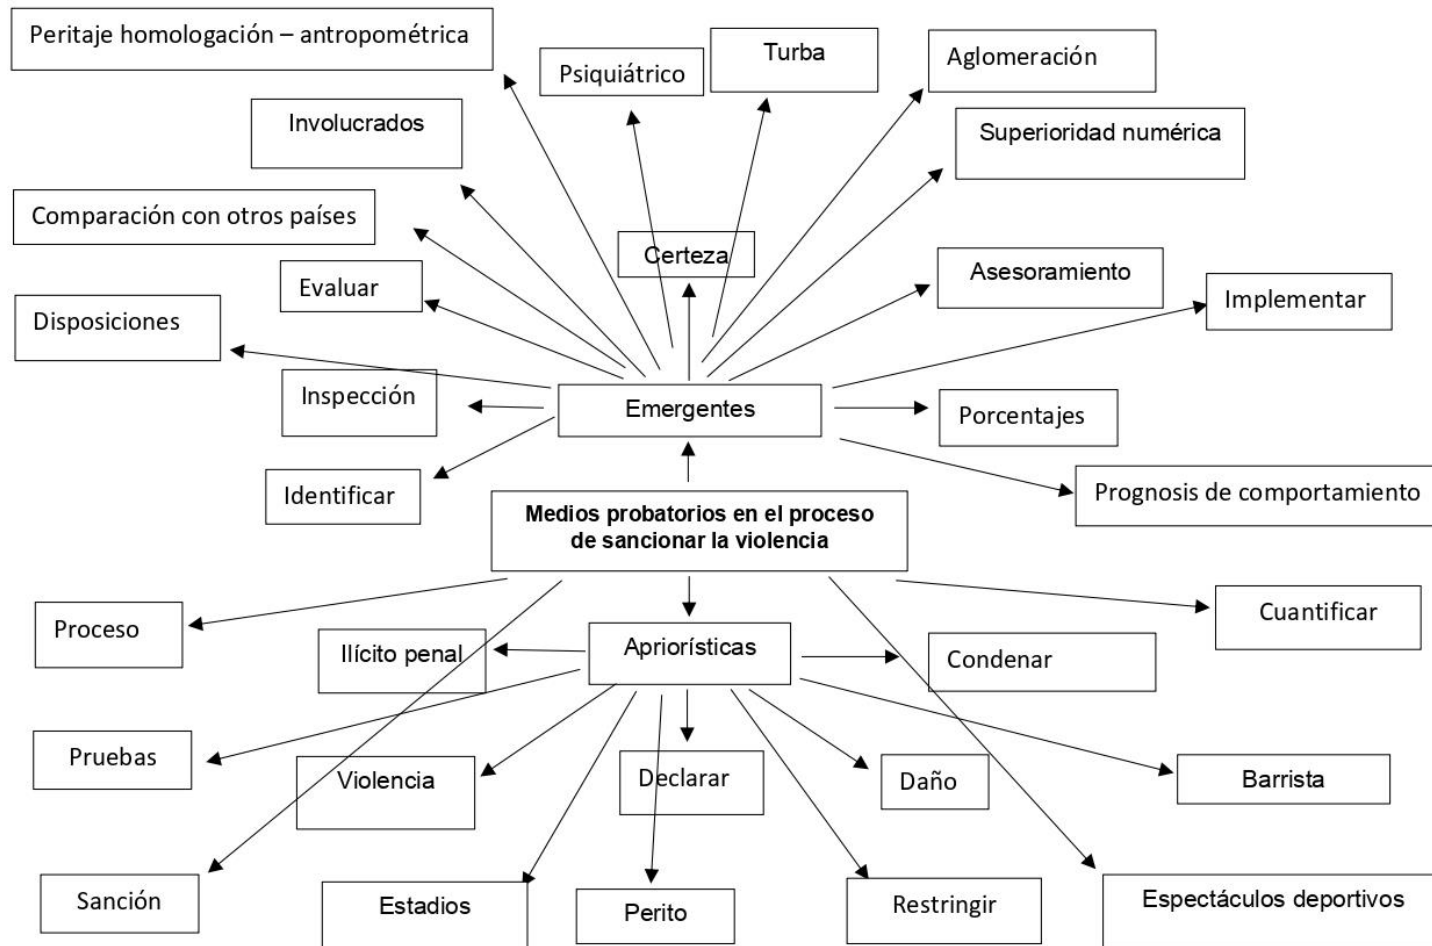 Peritaje homologación – antropométrica
Psiquiátrico
Turba
Aglomeración
Involucrados
Superioridad numérica
Comparación con otros países
Certeza
Evaluar
Asesoramiento
Disposiciones
Implementar
Inspección
Emergentes
Porcentajes
Identificar
Prognosis de comportamiento
Medios probatorios en el proceso
de sancionar la violencia
Proceso
Ilícito penal
Apriorísticas
Condenar
Cuantificar
Pruebas
Violencia
Declarar
Daño
Barrista
Sanción
Estadios
Perito
Restringir
Espectáculos deportivos